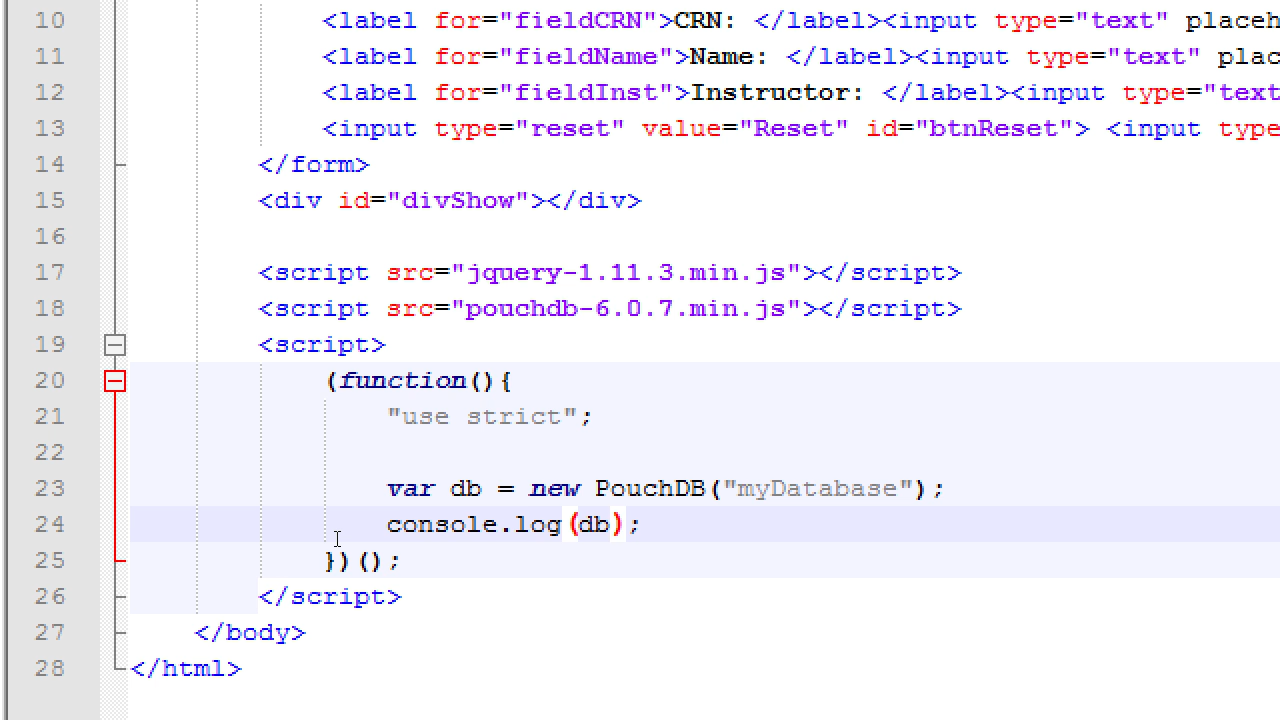 10 <label for="fieldCRN">CRN: </label><input type="text" placeh
11 <label for="fieldName">Name: </label><input type="text" plac
12 <label for="fieldInst">Instructor: </label><input type="text
13 <input type="reset" value="Reset" id="btnReset"> <input type
14 </form>
15 <div id="divShow"></div>
16
17 <script src="jquery-1.11.3.min.js"></script>
18 <script src="pouchdb-6.0.7.min.js"></script>
19 <script>
20 (function(){
21 "use strict";
22
23 var db = new PouchDB("myDatabase");
24 console.log(db);
25 })();
26 </script>
27 </body>
28 </html>